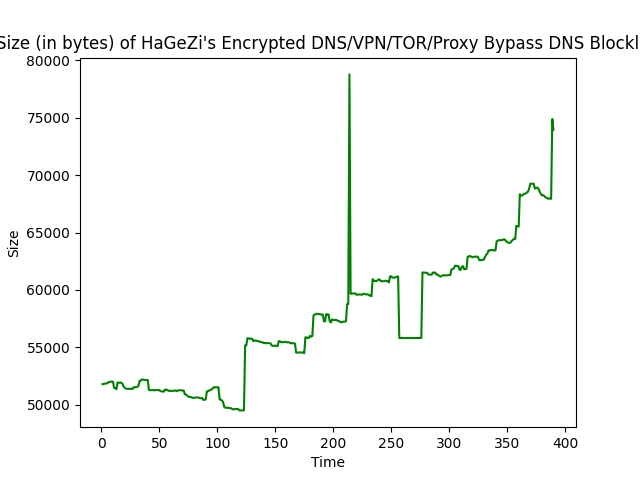 Size (in bytes) of HaGeZi's Encrypted DNS/VPN/TOR/Proxy Bypass DNS Blockl
80000
75000
70000
65000
60000
55000
50000
Size
0 50 100 150 200 250 300 350 400
Time